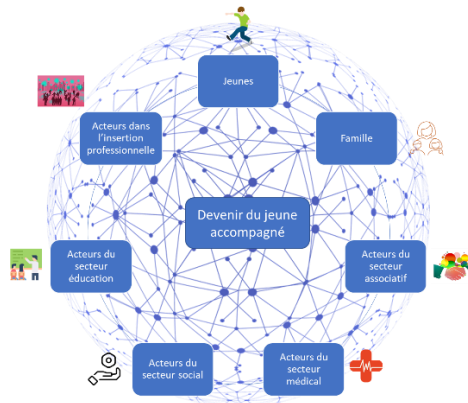 Jeunes
Acteurs dans
l'insertion
professionnelle
Famille
Devenir du jeune
accompagné
Acteurs du
secteur
éducation
Acteurs du
secteur
associatif
Acteurs du
secteur social
Acteurs du
secteur
médical